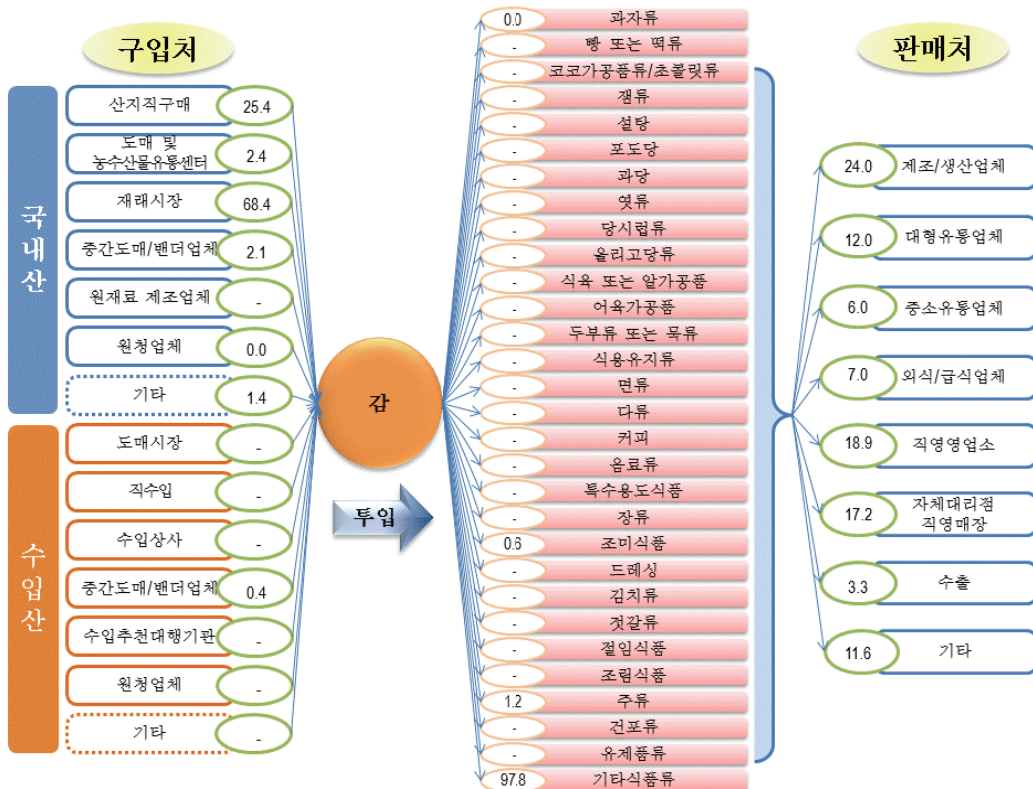 구입처
국내산
산지직구매 25.4
도매 및
농수산물유통센터 2.4
재래시장 68.4
중간도매/밴더업체 2.1
원재료 제조업체 -
원청업체 0.0
기타 1.4
수입산
도매시장 -
직수입 -
수입상사 -
중간도매/밴더업체 0.4
수입추천대행기관 -
원청업체 -
기타 -
감
투입
0.0 과자류
- 빵 또는 떡류
- 코코가공품류/초콜릿류
- 잼류
- 설탕
- 포도당
- 과당
- 엿류
- 당시럽류
- 올리고당류
- 식육 또는 알가공품
- 어육가공품
- 두부류 또는 묵류
- 식용유지류
- 면류
- 다류
- 커피
- 음료류
- 특수용도식품
- 장류
0.6 조미식품
- 드레싱
- 김치류
- 젓갈류
- 절임식품
- 조림식품
1.2 주류
- 건포류
- 유제품류
97.8 기타식품류
판매처
24.0 제조/생산업체
12.0 대형유통업체
6.0 중소유통업체
7.0 외식/급식업체
18.9 직영영업소
17.2 자체대리점
직영매장
3.3 수출
11.6 기타